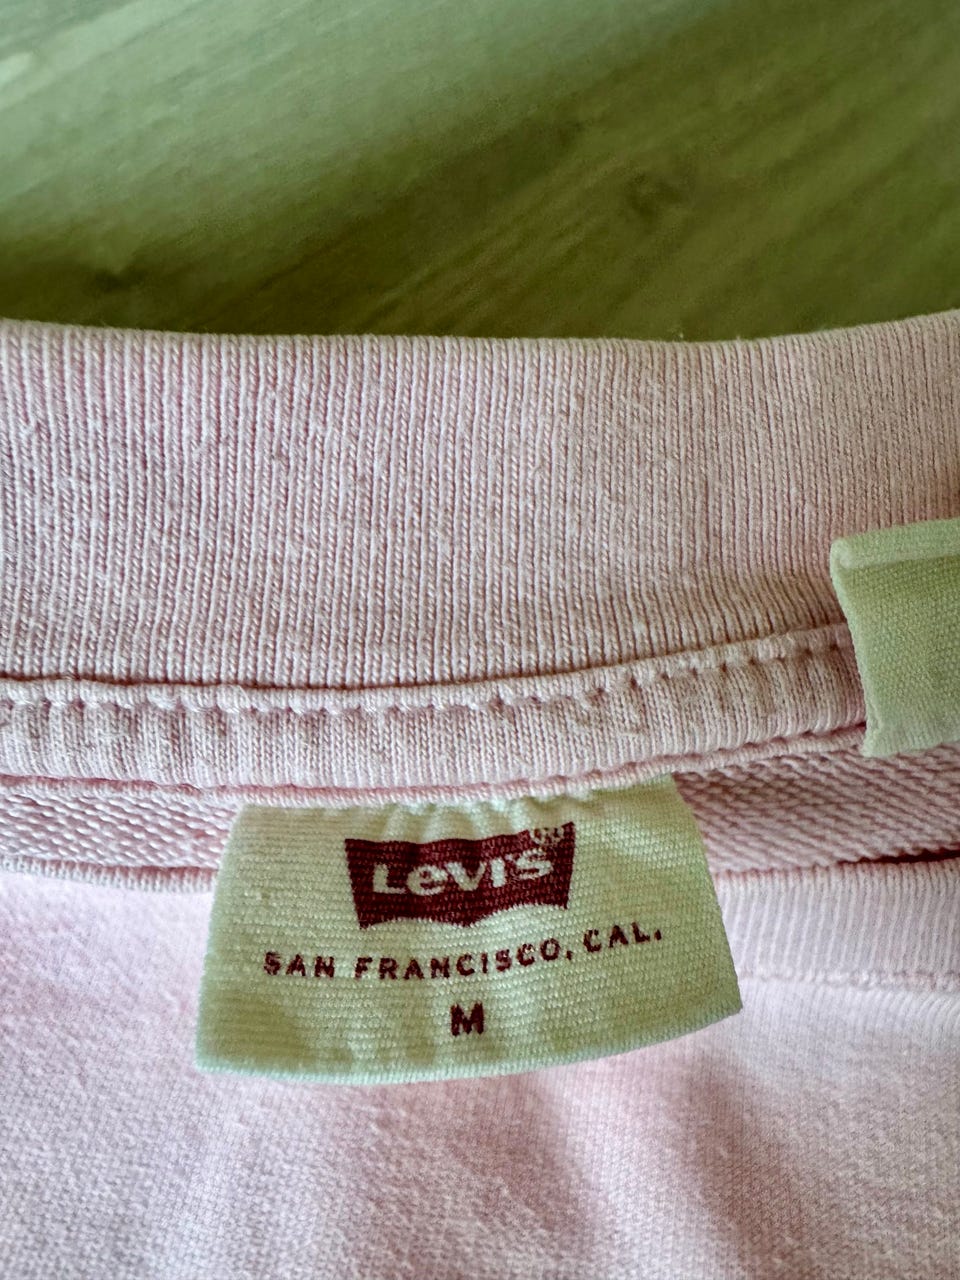 Levi's
SAN FRANCISCO, CAL.
M